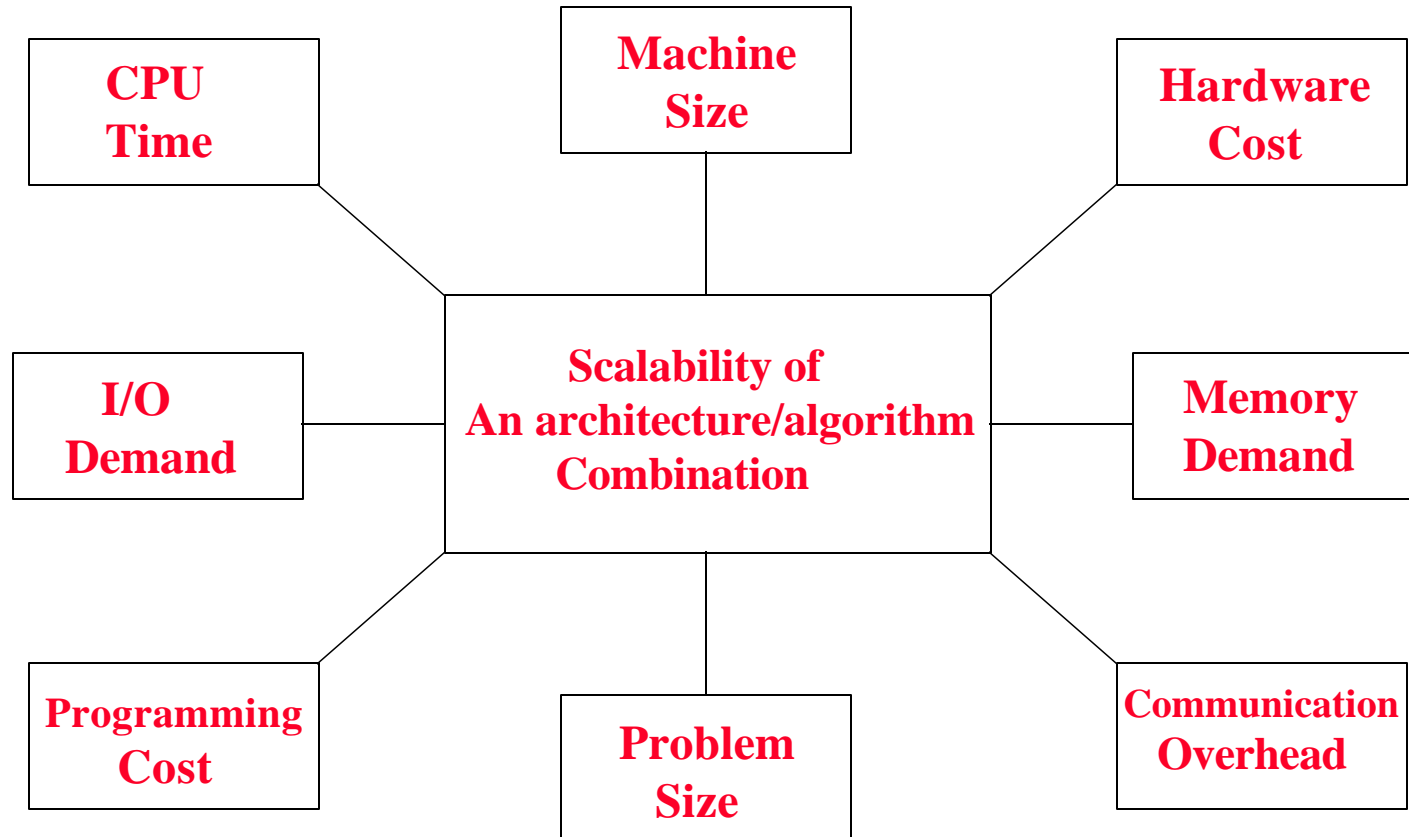 CPU
Time
Machine
Size
Hardware
Cost
I/O
Demand
Scalability of
An architecture/algorithm
Combination
Memory
Demand
Programming
Cost
Problem
Size
Communication
Overhead